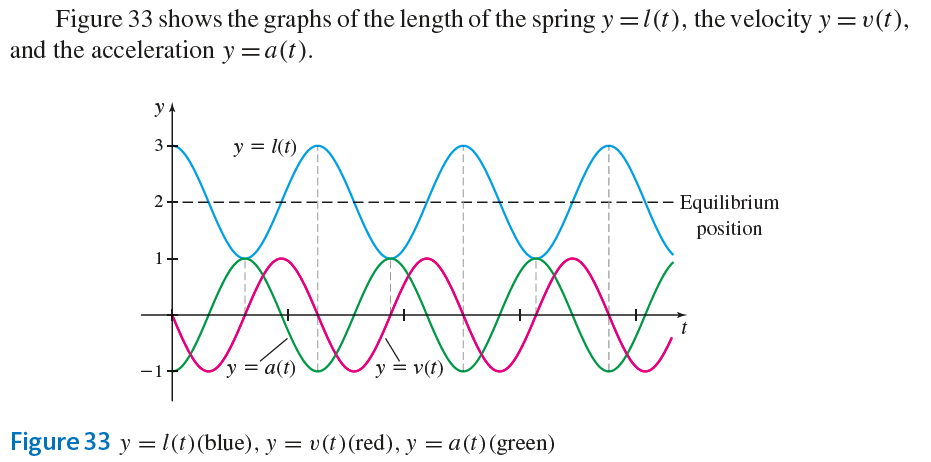 Figure 33 shows the graphs of the length of the spring y = l(t), the velocity y = v(t),
and the acceleration y = a(t).
y
3
y = l(t)
2
Equilibrium
position
1
t
−1
y = a(t)
y = v(t)
Figure 33 y = l(t)(blue), y = v(t)(red), y = a(t)(green)